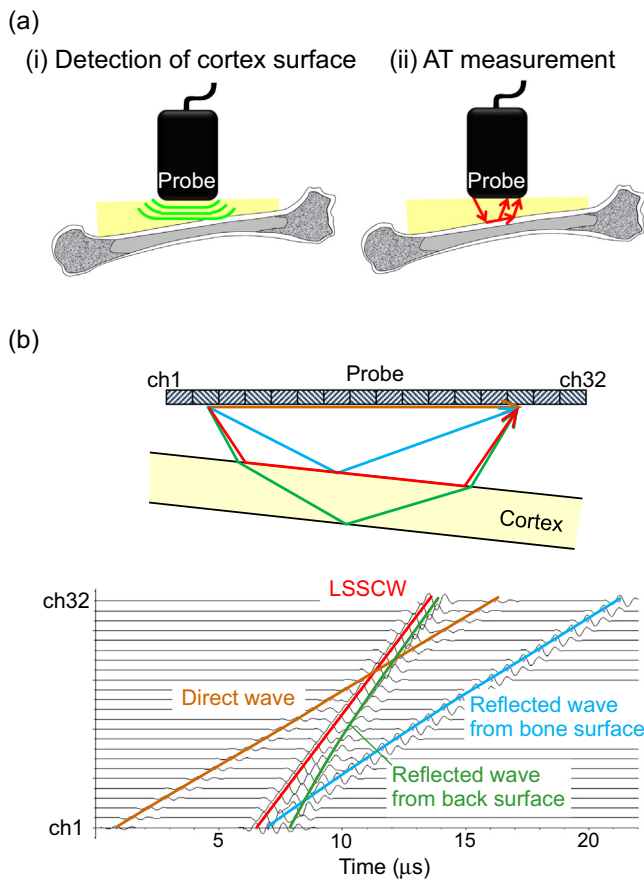 (a)
(i) Detection of cortex surface
(ii) AT measurement
Probe
Probe
(b)
ch1
Probe
ch32
Cortex
ch32
LSSCW
Direct wave
Reflected wave
from bone surface
Reflected wave
from back surface
ch1
5
10
15
20
Time (μs)